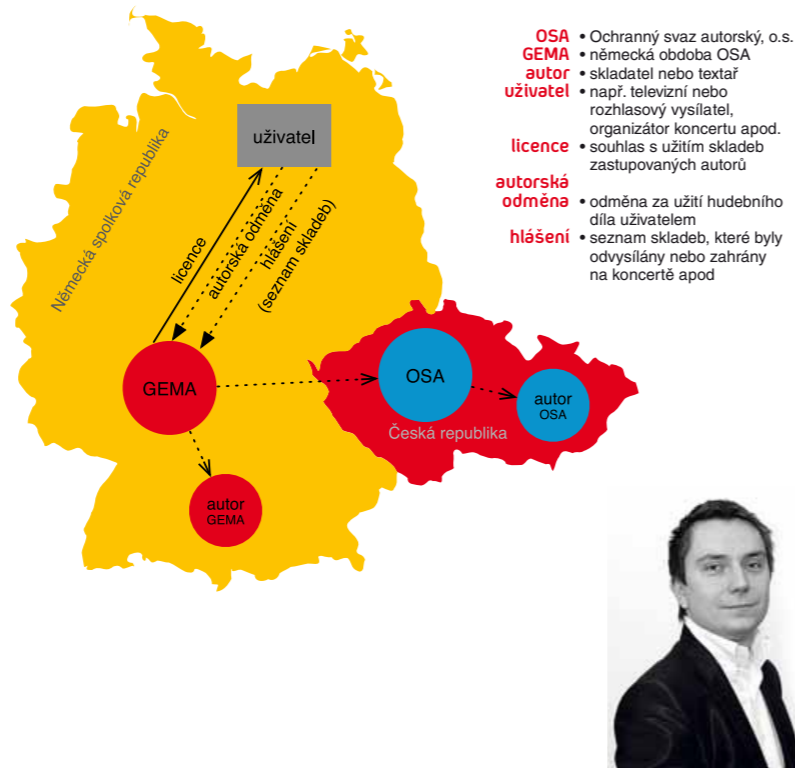 OSA • Ochranný svaz autorský, o.s.
GEMA • německá obdoba OSA
autor • skladatel nebo textař
uživatel • např. televizní nebo
rozhlasový vysílatel,
organizátor koncertu apod.
licence • souhlas s užitím skladeb
zastupovaných autorů
autorská
odměna • odměna za užití hudebního
díla uživatelem
hlášení • seznam skladeb, které byly
odvysílány nebo zahrány
na koncertě apod
Německá spolková republika
uživatel
licence
autorská odměna
hlášení
(seznam skladeb)
GEMA
OSA
autor
OSA
Česká republika
autor
GEMA